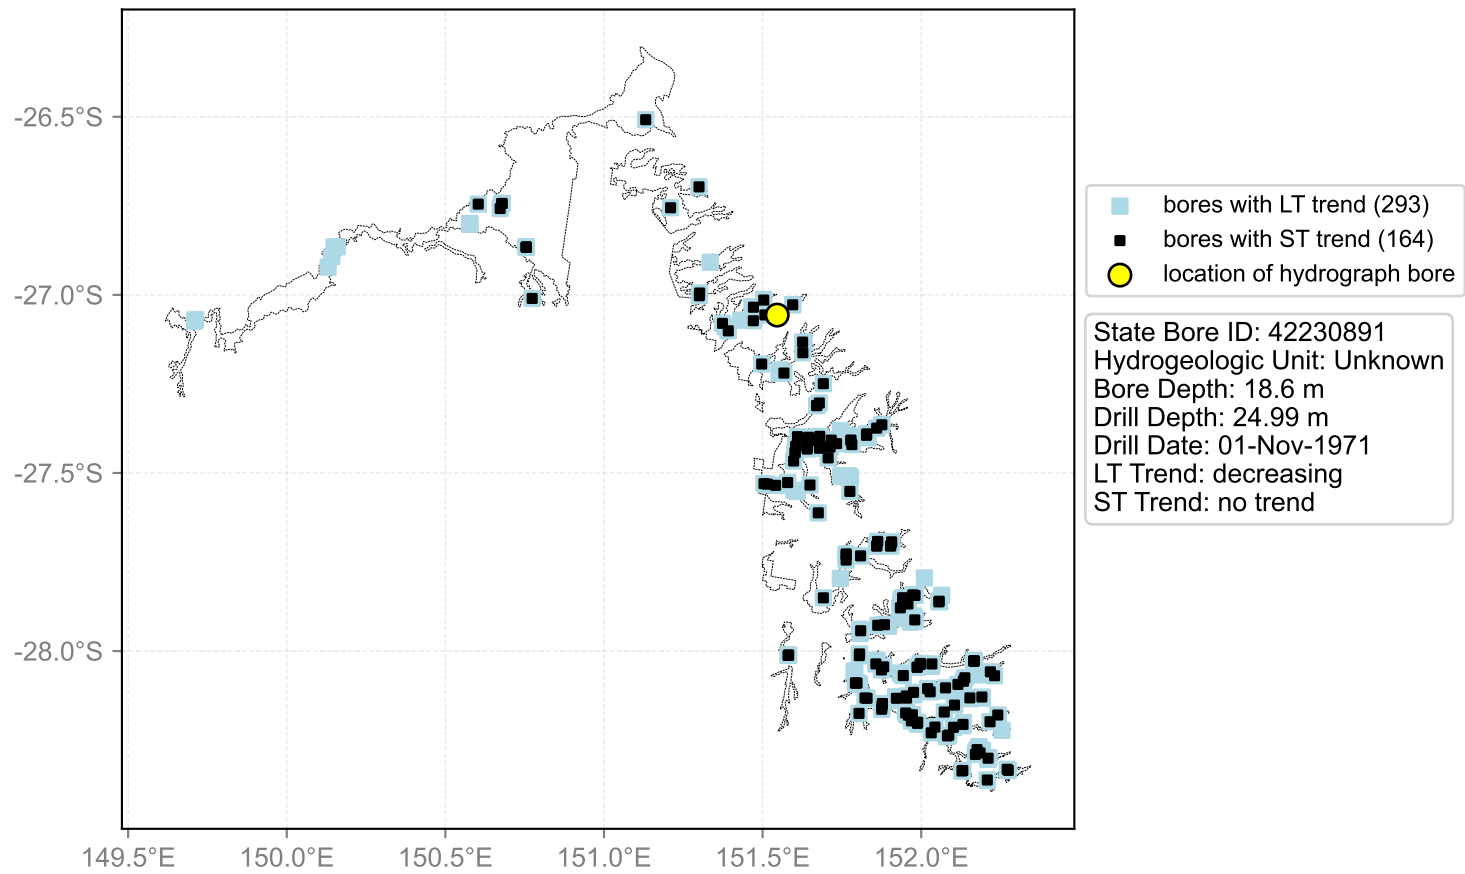 -26.5°S
-27.0°S
-27.5°S
-28.0°S
149.5°E
150.0°E
150.5°E
151.0°E
151.5°E
152.0°E
bores with LT trend (293)
bores with ST trend (164)
location of hydrograph bore
State Bore ID: 42230891
Hydrogeologic Unit: Unknown
Bore Depth: 18.6 m
Drill Depth: 24.99 m
Drill Date: 01-Nov-1971
LT Trend: decreasing
ST Trend: no trend